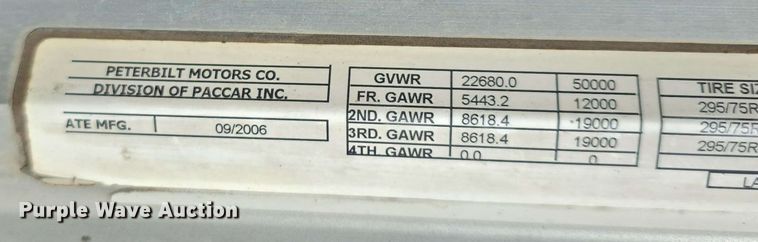 PETERBILT MOTORS CO.
DIVISION OF PACCAR INC.
ATE MFG. 09/2006
GVWR 22680.0 50000
FR. GAWR 5443.2 12000
2ND. GAWR 8618.4 19000
3RD. GAWR 8618.4 19000
4TH. GAWR 0.0 0
TIRE SIZ
295/75R
295/75R
295/75R
LA
Purple Wave Auction